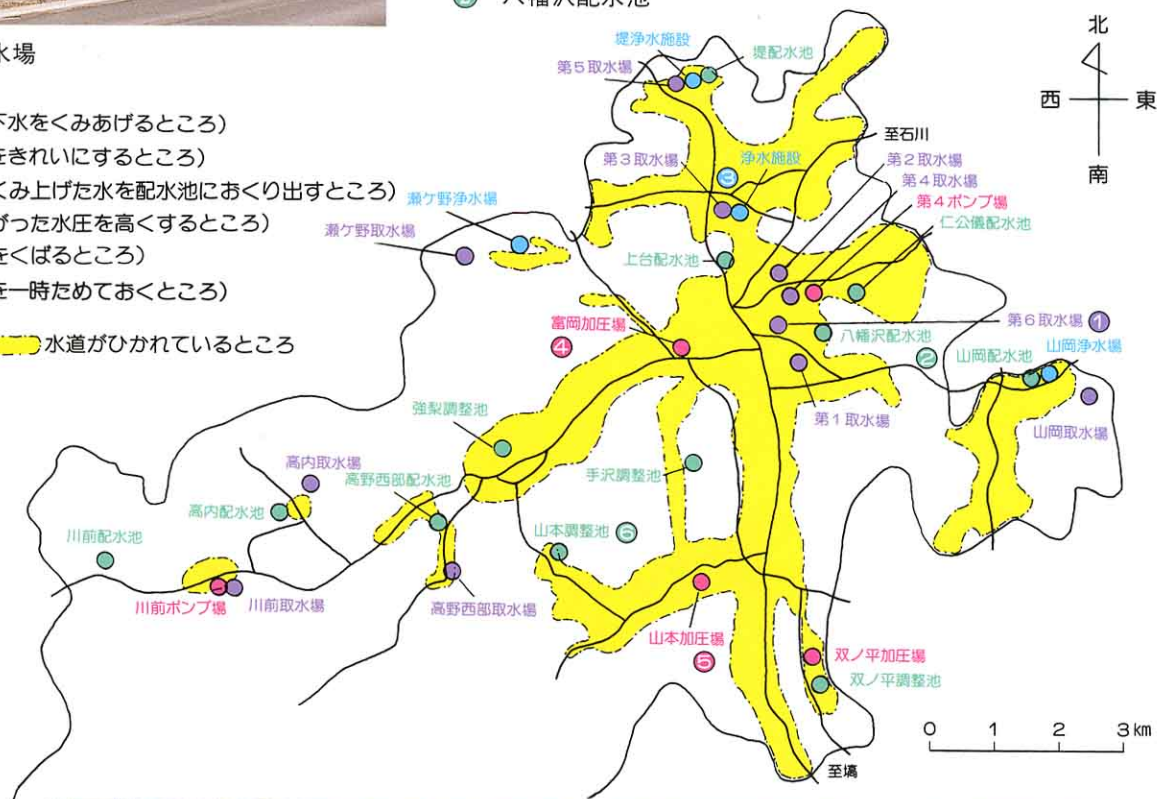 八幡沢配水池
水場
下水をくみあげるところ)
をきれいにするところ)
くみ上げた水を配水池におくり出すところ)
がった水圧を高くするところ)
をくばるところ)
を一時ためておくところ)
水道がひかれているところ
北
西
東
南
堤浄水施設
第5取水場
堤配水池
至石川
第3取水場
浄水施設
③
第2取水場
第4取水場
第4ポンプ場
仁公儀配水池
瀬ケ野浄水場
瀬ケ野取水場
上台配水池
第6取水場 ①
富岡加圧場
④
八幡沢配水池
②
山岡配水池
山岡浄水場
第1取水場
山岡取水場
強梨調整池
高内取水場
高野西部配水池
手沢調整池
高内配水池
川前配水池
山本調整池 ⑥
川前ポンプ場
川前取水場
高野西部取水場
山本加圧場
⑤
双ノ平加圧場
双ノ平調整池
0 1 2 3km
至塙